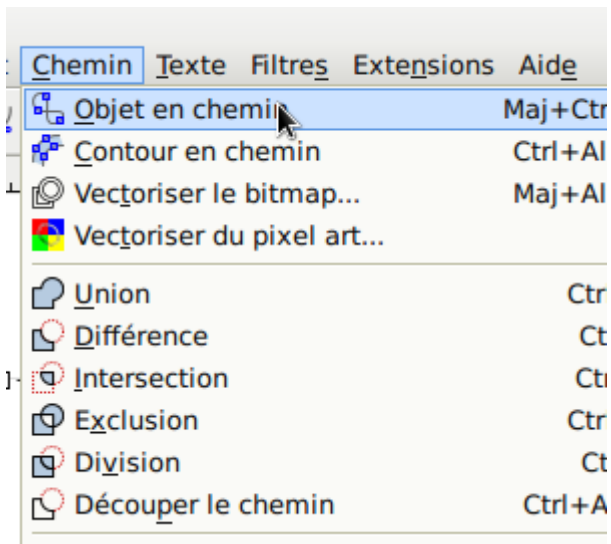 Chemin Texte Filtres Extensions Aide
Objet en chemin Maj+Ctr
Contour en chemin Ctrl+Al
Vectoriser le bitmap... Maj+Al
Vectoriser du pixel art...
Union Ctr
Différence Ct
Intersection Ctr
Exclusion Ctr
Division Ct
Découper le chemin Ctrl+A